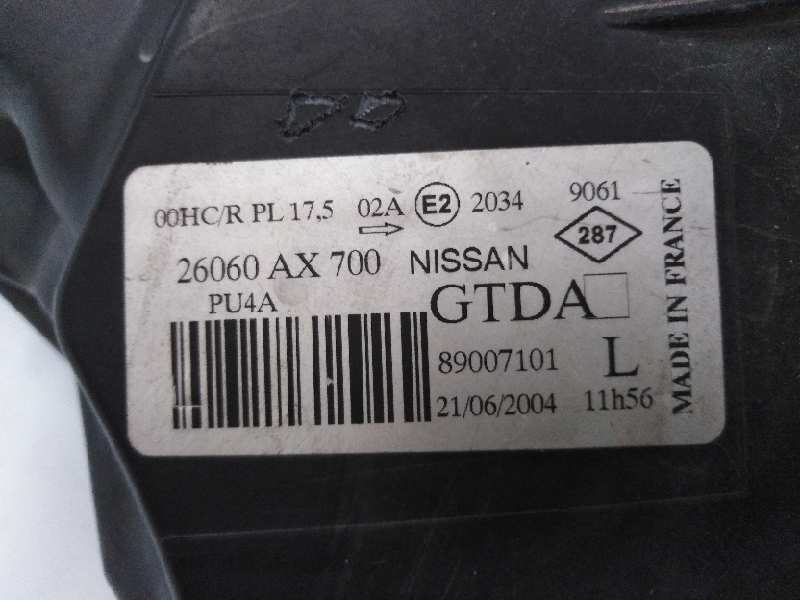 00HC/R PL 17,5 02A E2 2034 9061
287
26060 AX 700 NISSAN
PU4A GTDA
89007101 L
21/06/2004 11h56
MADE IN FRANCE